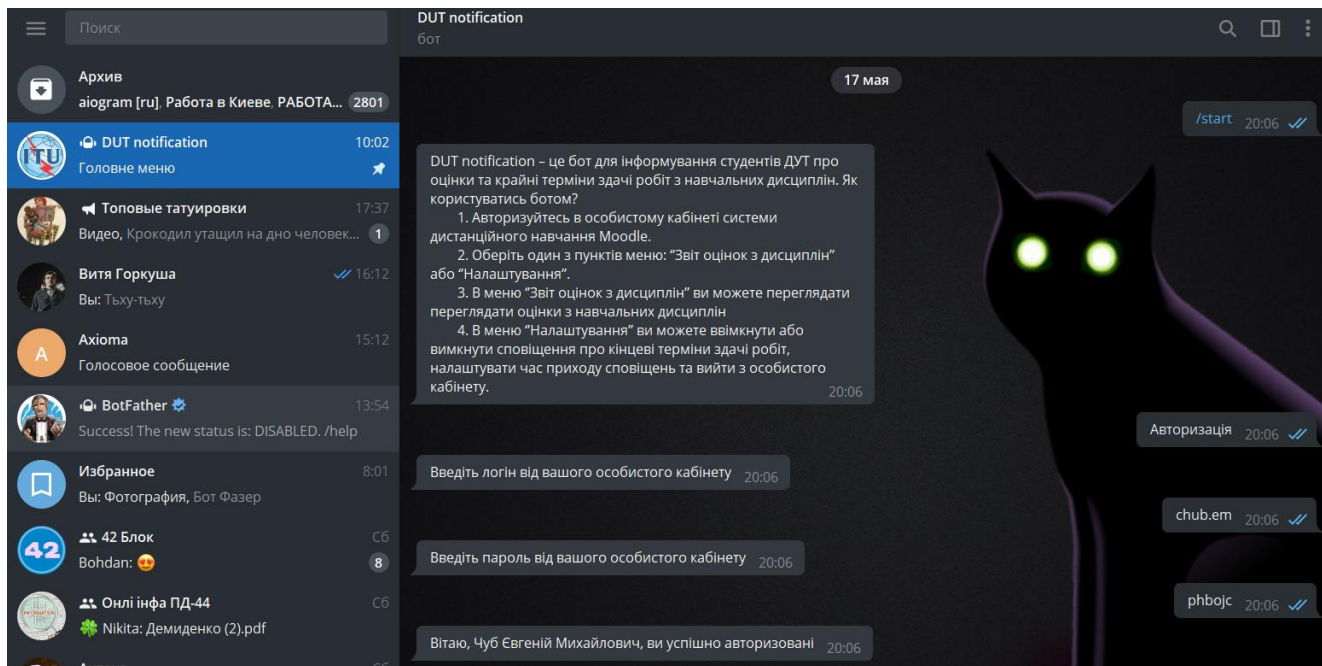 Поиск
Архив
aiogram [ru], Работа в Киеве, РАБОТА... 2801
DUT notification 10:02
Головне меню
Топовые татуировки 17:37
Видео, Крокодил утащил на дно человек... 1
Витя Горкуша 16:12
Вы: Тьху-тьху
Axioma 15:12
A
Голосовое сообщение
BotFather 13:54
Success! The new status is: DISABLED. /help
Избранное 8:01
Вы: Фотография, Бот Фазер
42 Блок Сб
42
Bohdan: 😍 8
Онлі інфа ПД-44 Сб
🍀 Nikita: Демиденко (2).pdf
DUT notification
бот
17 мая
/start 20:06
DUT notification – це бот для інформування студентів ДУТ про
оцінки та крайні терміни здачі робіт з навчальних дисциплін. Як
користуватись ботом?
1. Авторизуйтесь в особистому кабінеті системи
дистанційного навчання Moodle.
2. Оберіть один з пунктів меню: “Звіт оцінок з дисциплін”
або “Налаштування”.
3. В меню “Звіт оцінок з дисциплін” ви можете переглядати
переглядати оцінки з навчальних дисциплін
4. В меню “Налаштування” ви можете ввімкнути або
вимкнути сповіщення про кінцеві терміни здачі робіт,
налаштувати час приходу сповіщень та вийти з особистого
кабінету. 20:06
Авторизація 20:06
Введіть логін від вашого особистого кабінету 20:06
chub.em 20:06
Введіть пароль від вашого особистого кабінету 20:06
phbojc 20:06
Вітаю, Чуб Євгеній Михайлович, ви успішно авторизовані 20:06
ITU